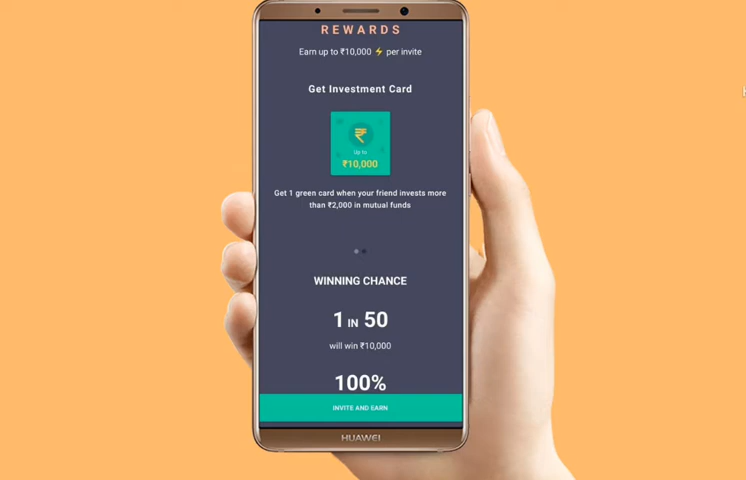 REWARDS
Earn up to ₹10,000 ⚡ per invite
Get Investment Card
₹
Up to
₹10,000
Get 1 green card when your friend invests more
than ₹2,000 in mutual funds
WINNING CHANCE
1 IN 50
will win ₹10,000
100%
INVITE AND EARN
HUAWEI